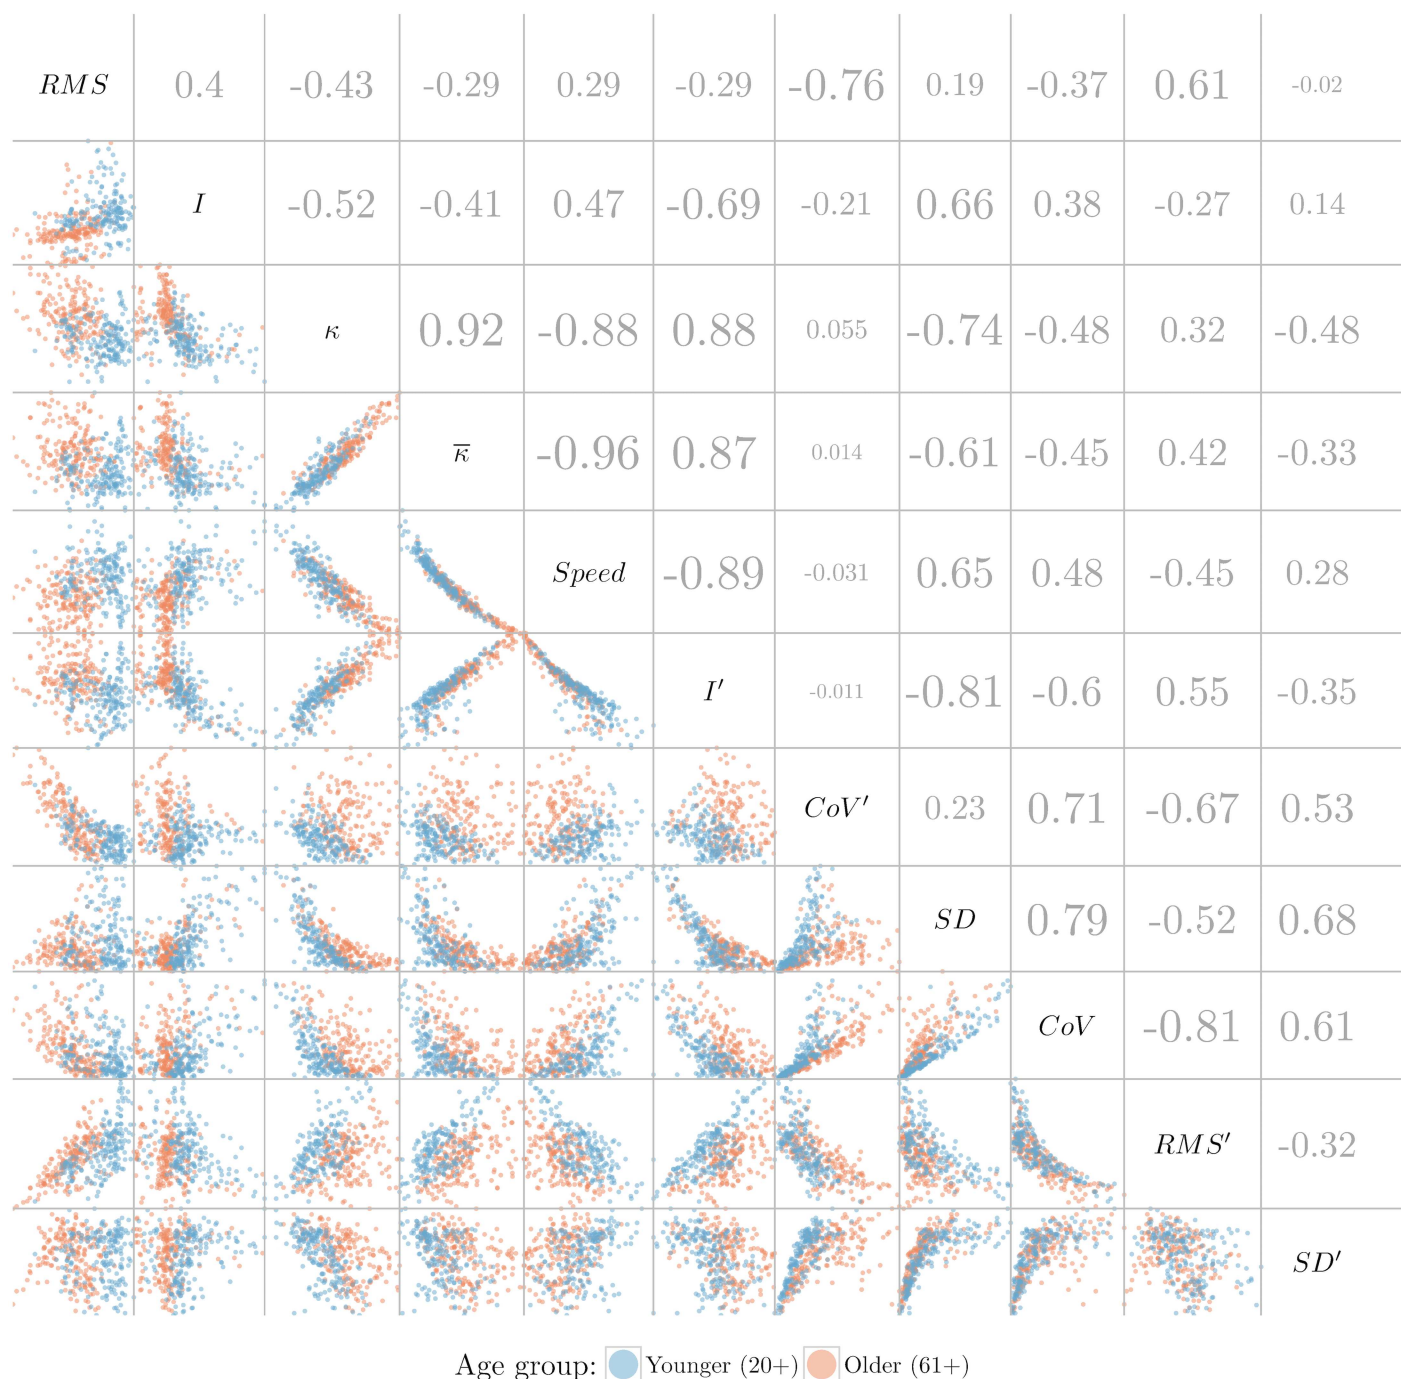 RMS 0.4 -0.43 -0.29 0.29 -0.29 -0.76 0.19 -0.37 0.61 -0.02
I -0.52 -0.41 0.47 -0.69 -0.21 0.66 0.38 -0.27 0.14
κ 0.92 -0.88 0.88 0.055 -0.74 -0.48 0.32 -0.48
κ̅ -0.96 0.87 0.014 -0.61 -0.45 0.42 -0.33
Speed -0.89 -0.031 0.65 0.48 -0.45 0.28
I′ -0.011 -0.81 -0.6 0.55 -0.35
CoV′ 0.23 0.71 -0.67 0.53
SD 0.79 -0.52 0.68
CoV -0.81 0.61
RMS′ -0.32
SD′
Age group: Younger (20+) Older (61+)